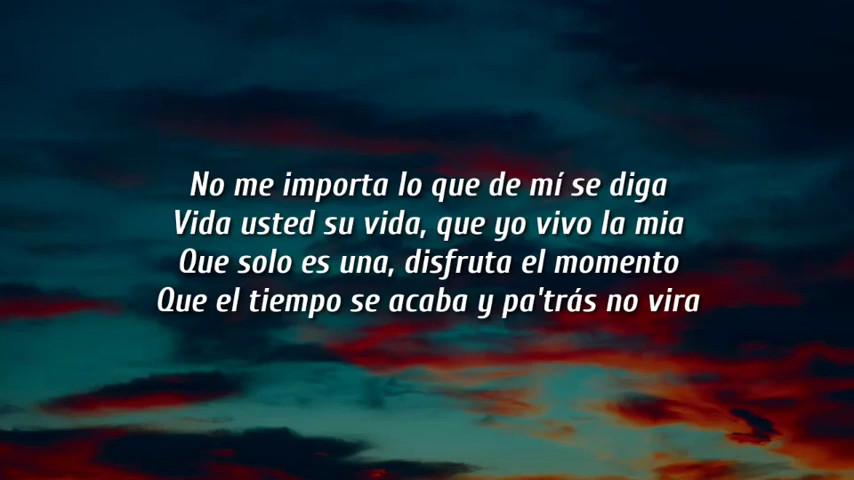 No me importa lo que de mí se diga
Vida usted su vida, que yo vivo la mia
Que solo es una, disfruta el momento
Que el tiempo se acaba y pa'trás no vira